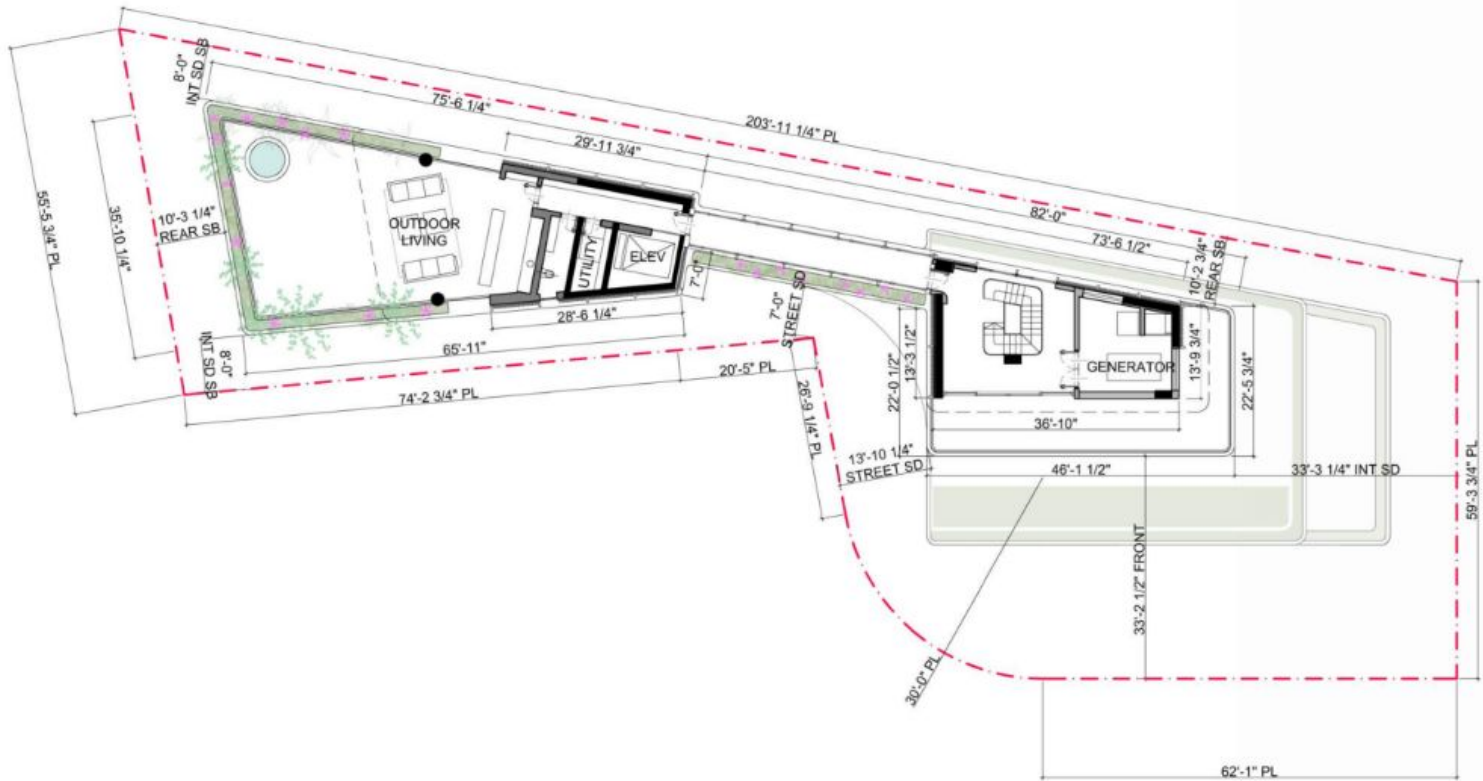 8'-0"
INT SD SB
75'-6 1/4"
203'-11 1/4" PL
29'-11 3/4"
55'-5 3/4" PL
35'-10 1/4"
10'-3 1/4"
REAR SB
OUTDOOR
LIVING
UTILITY
ELEV
82'-0"
73'-6 1/2"
10'-2 3/4"
REAR SB
7'-0"
7'-0"
STREET SD
28'-6 1/4"
65'-11"
INT SD SB
8'-0"
74'-2 3/4" PL
20'-5" PL
26'-9 1/4" PL
22'-0 1/2"
13'-3 1/2"
GENERATOR
13'-9 3/4"
22'-5 3/4"
36'-10"
13'-10 1/4"
STREET SD
46'-1 1/2"
33'-3 1/4" INT SD
59'-3 3/4" PL
33'-2 1/2" FRONT
30'-0" PL
62'-1" PL